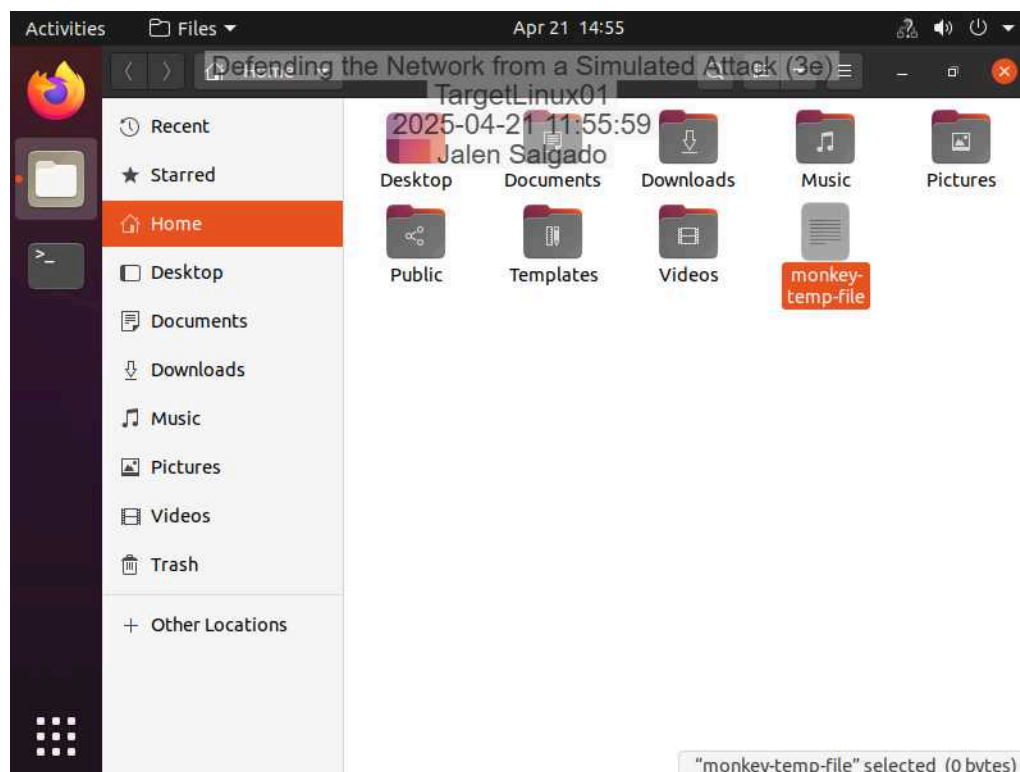 Activities Files Apr 21 14:55
Home
Defending the Network from a Simulated Attack (3e)
TargetLinux01
2025-04-21 11:55:59
Jalen Salgado
Recent
Starred
Home
Desktop
Documents
Downloads
Music
Pictures
Videos
Trash
Other Locations
Desktop Documents Downloads Music Pictures
Public Templates Videos monkey-
temp-file
"monkey-temp-file" selected (0 bytes)